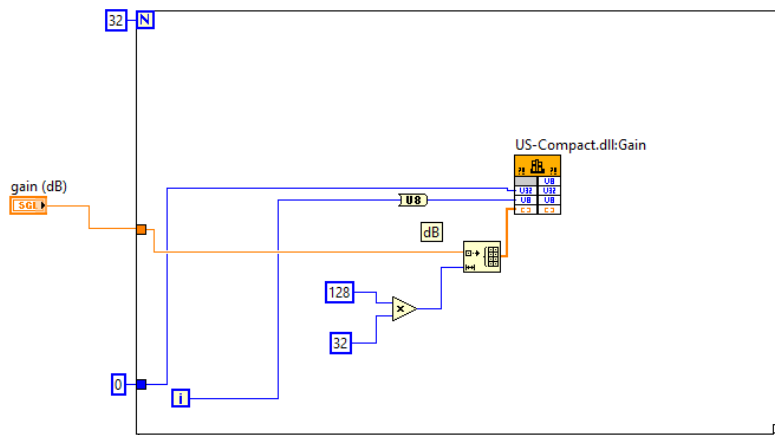 32 N
US-Compact.dll:Gain
?! ?!
U8
U32 U32
gain (dB)
U8 U8
U8
SGL
dB
128
×
32
0
i